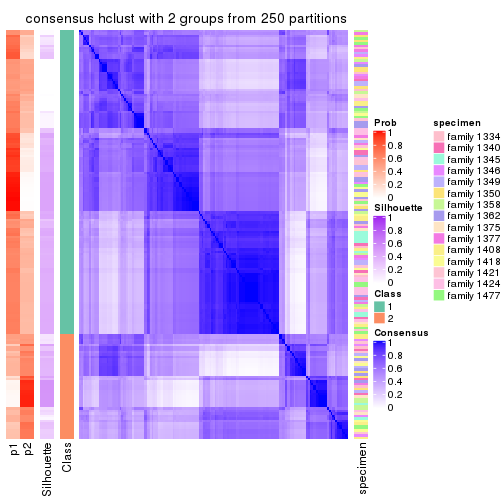 consensus hclust with 2 groups from 250 partitions
Prob
1
0.8
0.6
0.4
0.2
0
Silhouette
1
0.8
0.6
0.4
0.2
0
Class
1
2
Consensus
1
0.8
0.6
0.4
0.2
0
specimen
family 1334
family 1340
family 1345
family 1346
family 1349
family 1350
family 1358
family 1362
family 1375
family 1377
family 1408
family 1418
family 1421
family 1424
family 1477
p1
p2
Silhouette
Class
specimen